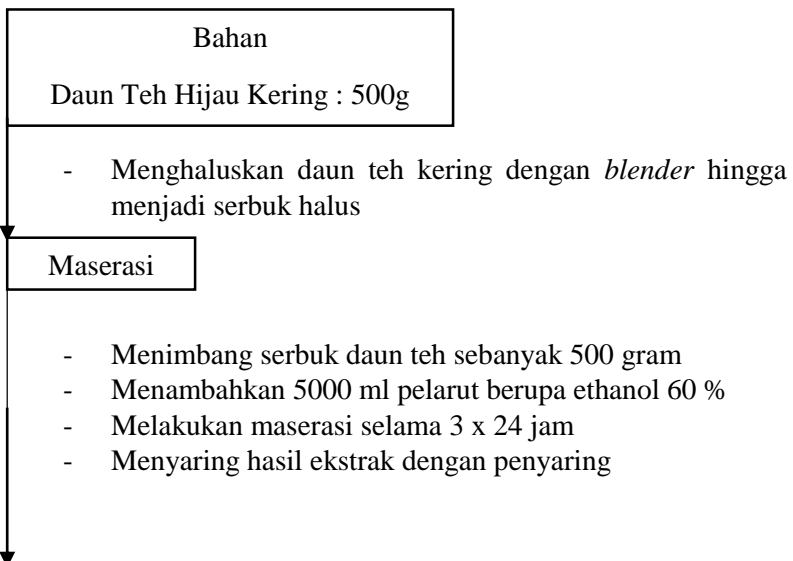 Bahan
Daun Teh Hijau Kering : 500g
- Menghaluskan daun teh kering dengan blender hingga
menjadi serbuk halus
Maserasi
- Menimbang serbuk daun teh sebanyak 500 gram
- Menambahkan 5000 ml pelarut berupa ethanol 60 %
- Melakukan maserasi selama 3 x 24 jam
- Menyaring hasil ekstrak dengan penyaring